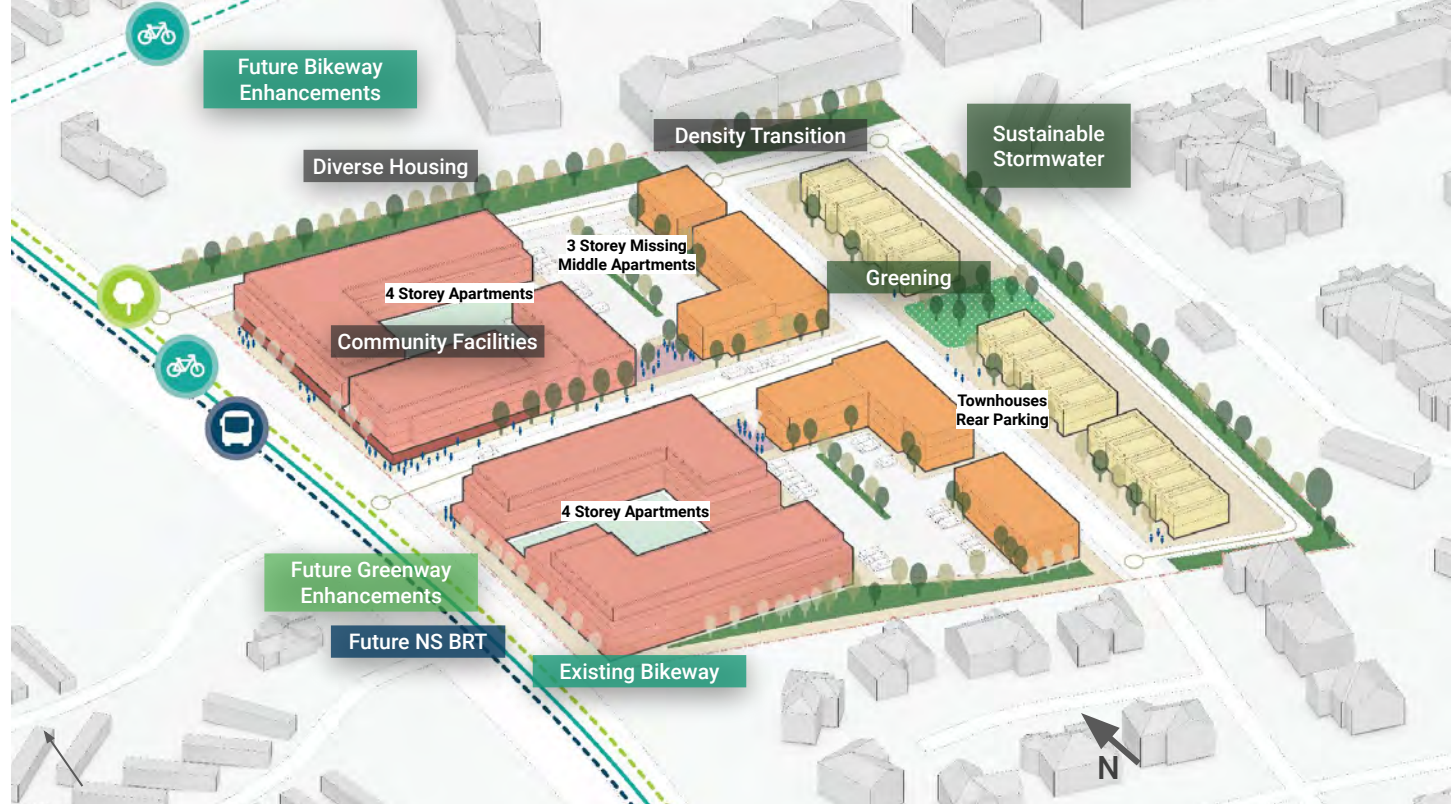 Future Bikeway
Enhancements
Density Transition
Sustainable
Stormwater
Diverse Housing
3 Storey Missing
Middle Apartments
Greening
4 Storey Apartments
Community Facilities
Townhouses
Rear Parking
4 Storey Apartments
Future Greenway
Enhancements
Future NS BRT
Existing Bikeway
N